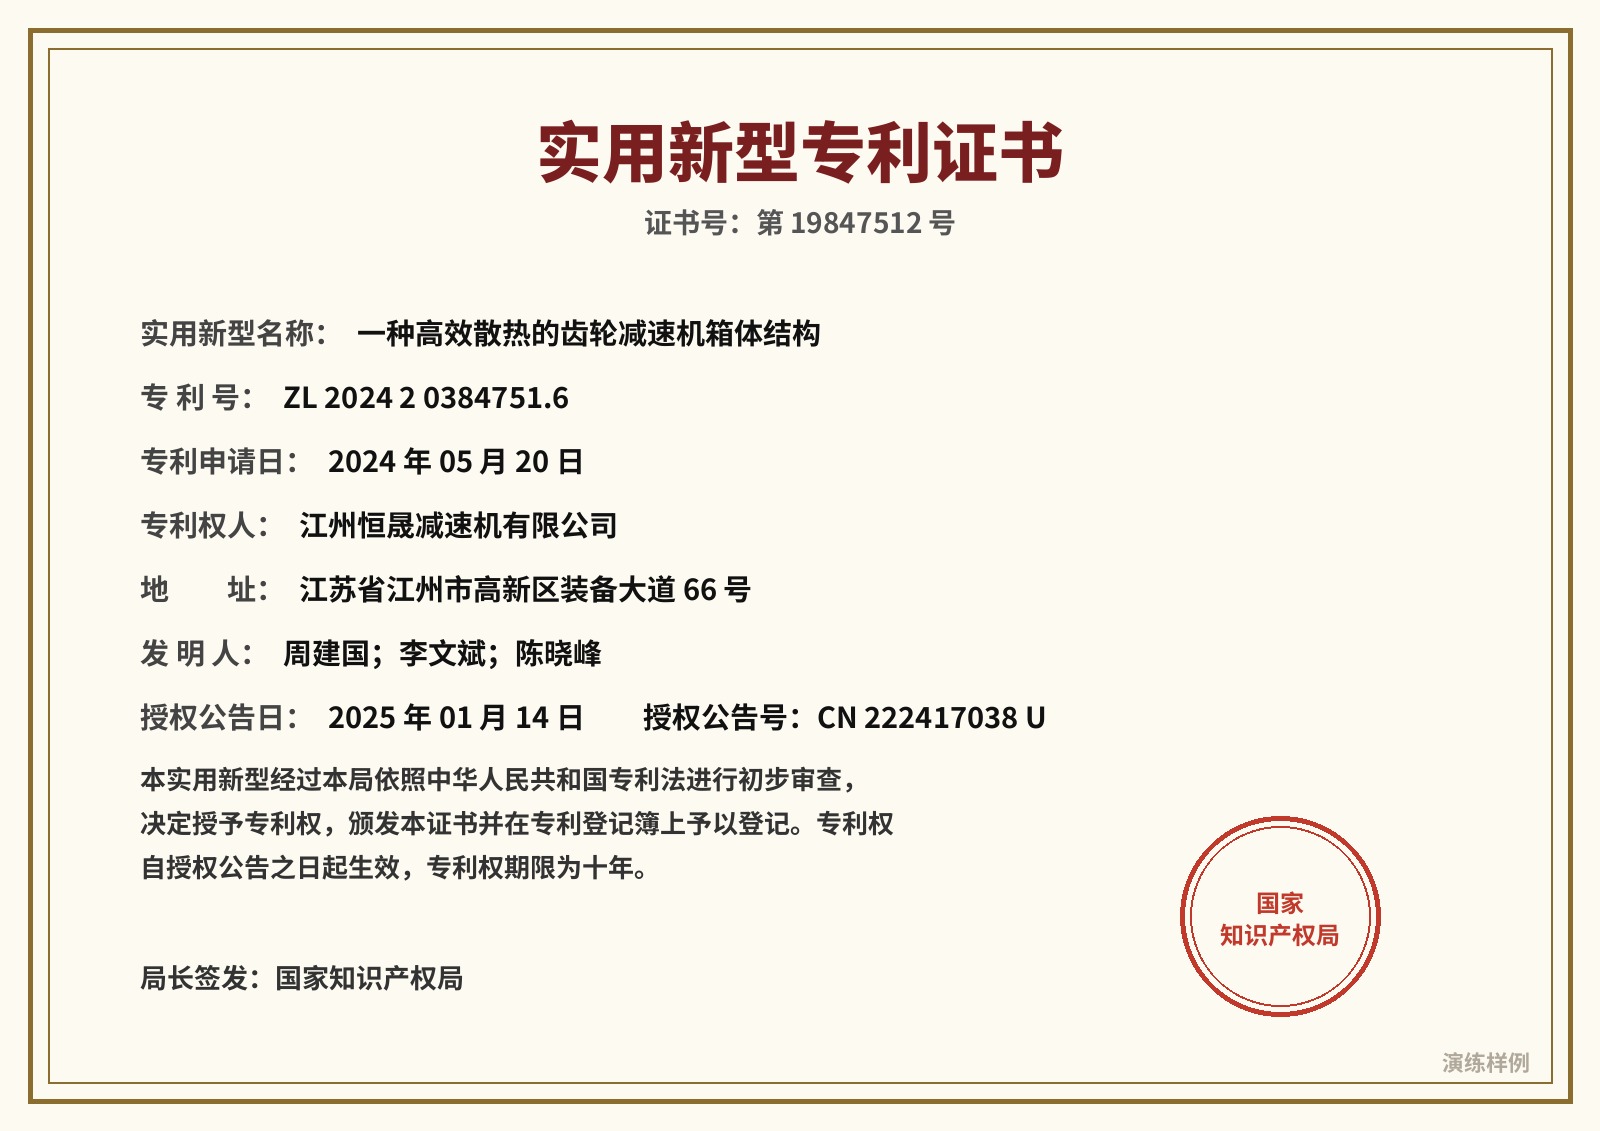 实用新型专利证书
证书号：第 19847512 号
实用新型名称： 一种高效散热的齿轮减速机箱体结构
专 利 号： ZL 2024 2 0384751.6
专利申请日： 2024 年 05 月 20 日
专利权人： 江州恒晟减速机有限公司
地　　址： 江苏省江州市高新区装备大道 66 号
发 明 人： 周建国；李文斌；陈晓峰
授权公告日： 2025 年 01 月 14 日　　授权公告号：CN 222417038 U
本实用新型经过本局依照中华人民共和国专利法进行初步审查，
决定授予专利权，颁发本证书并在专利登记簿上予以登记。专利权
自授权公告之日起生效，专利权期限为十年。
国家
知识产权局
局长签发：国家知识产权局
演练样例